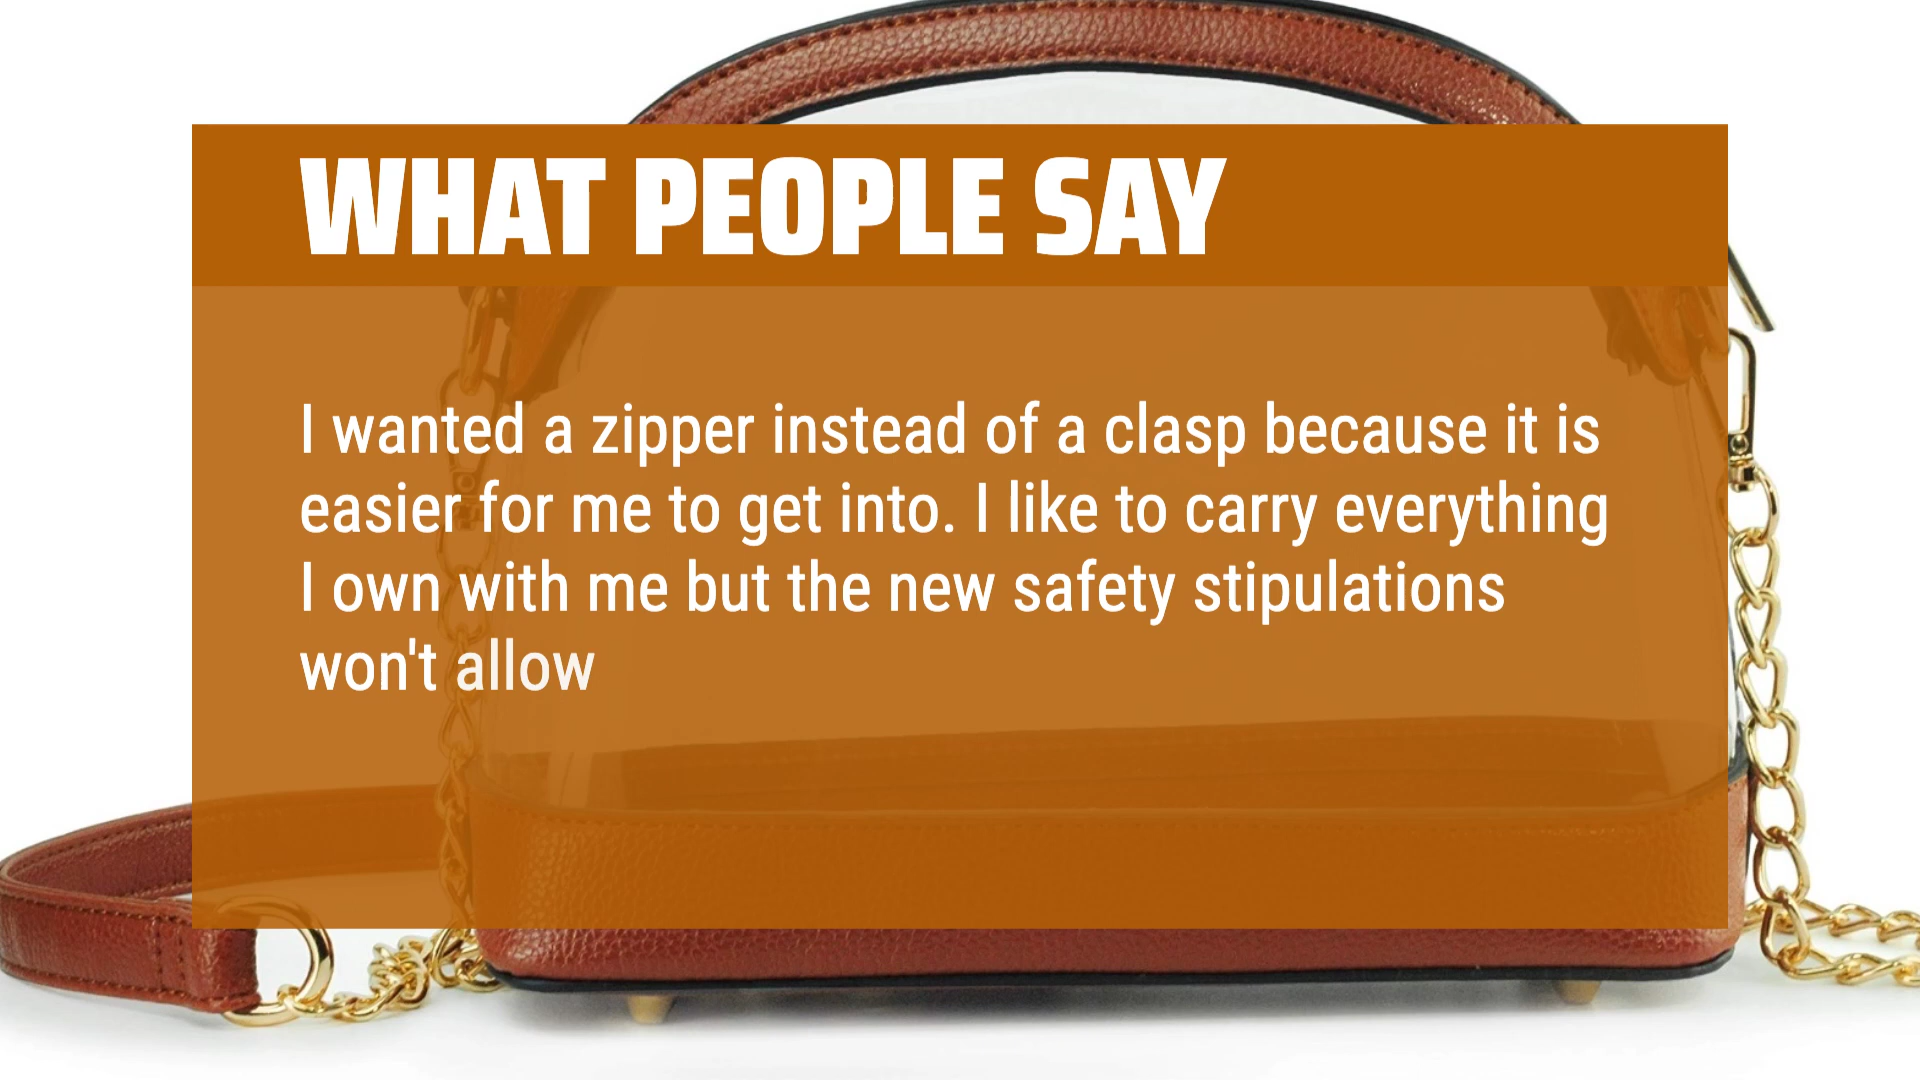 WHAT PEOPLE SAY
I wanted a zipper instead of a clasp because it is
easier for me to get into. I like to carry everything
I own with me but the new safety stipulations
won't allow